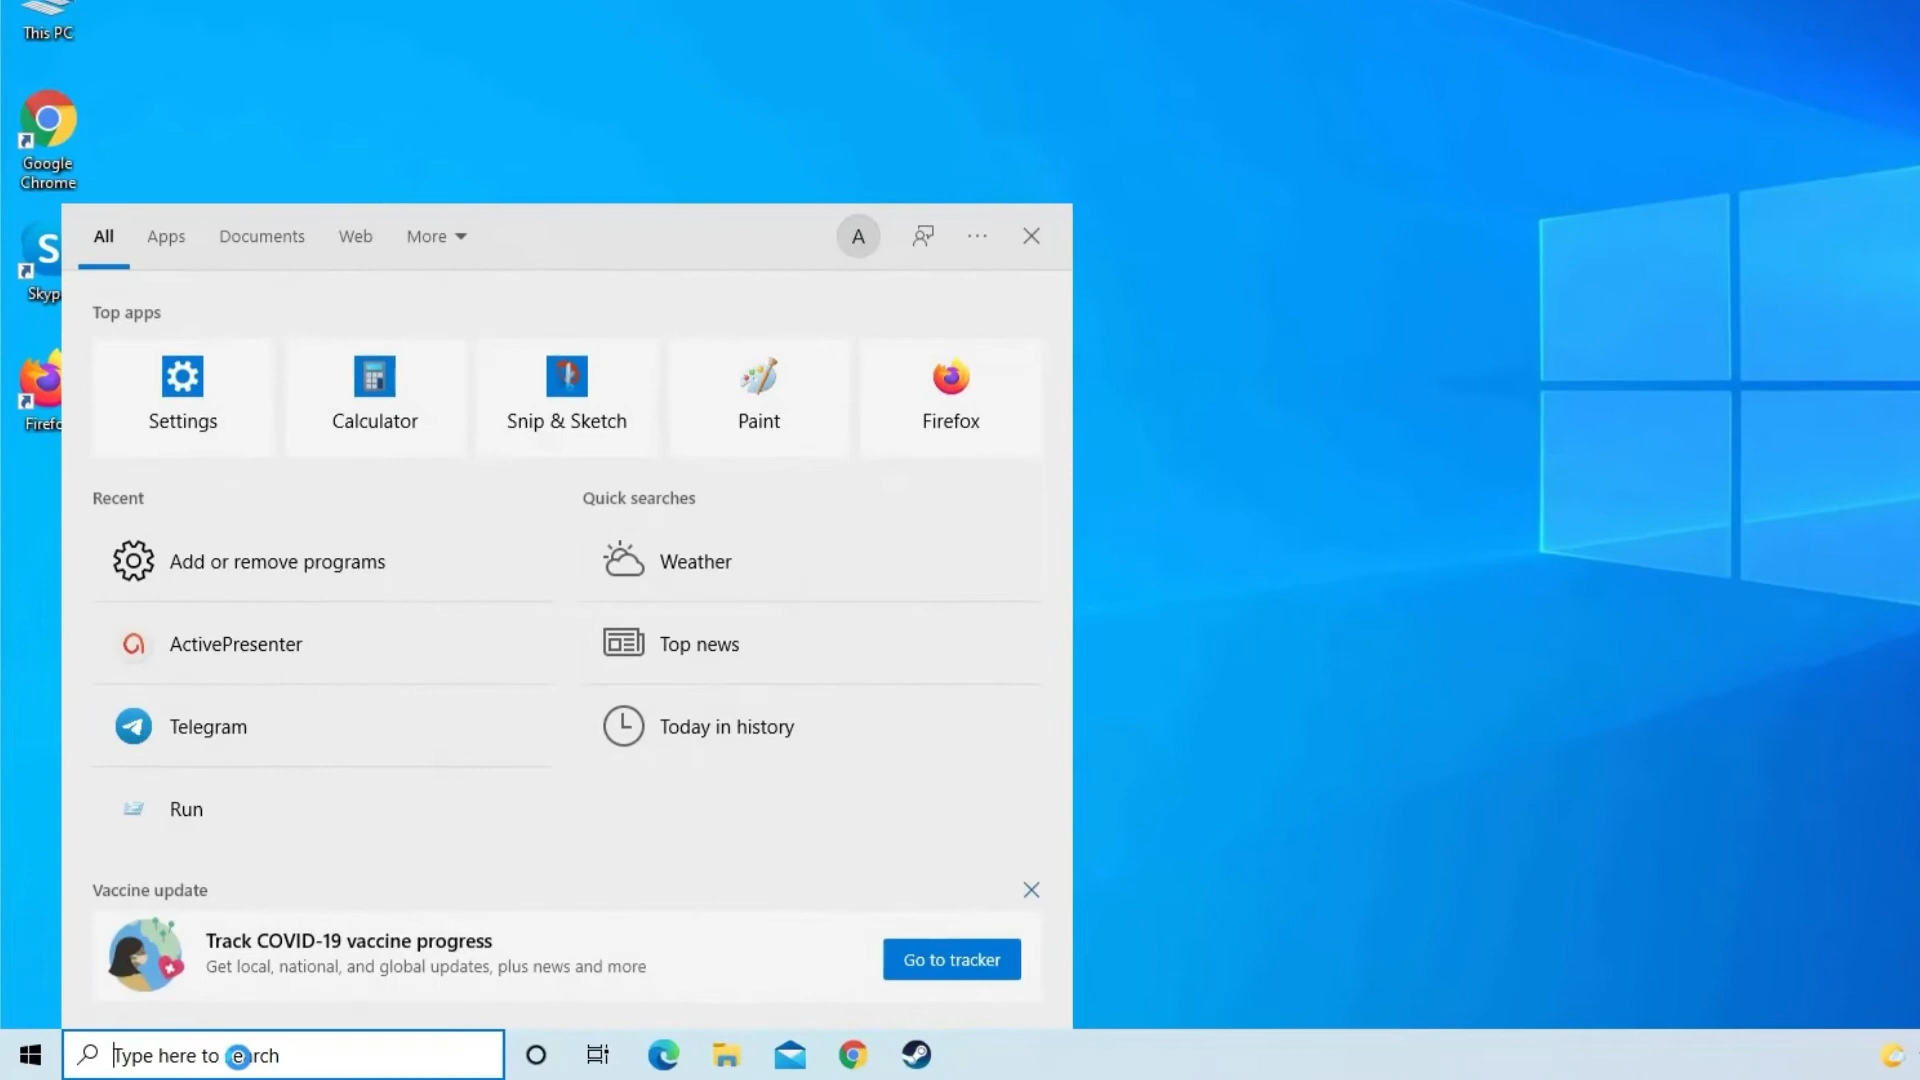 This PC
Google
Chrome
Skyp
Firefo
All Apps Documents Web More
A
Top apps
Settings Calculator Snip & Sketch Paint Firefox
Recent
Add or remove programs
ActivePresenter
Telegram
Run
Quick searches
Weather
Top news
Today in history
Vaccine update
Track COVID-19 vaccine progress
Get local, national, and global updates, plus news and more
Go to tracker
Type here to search